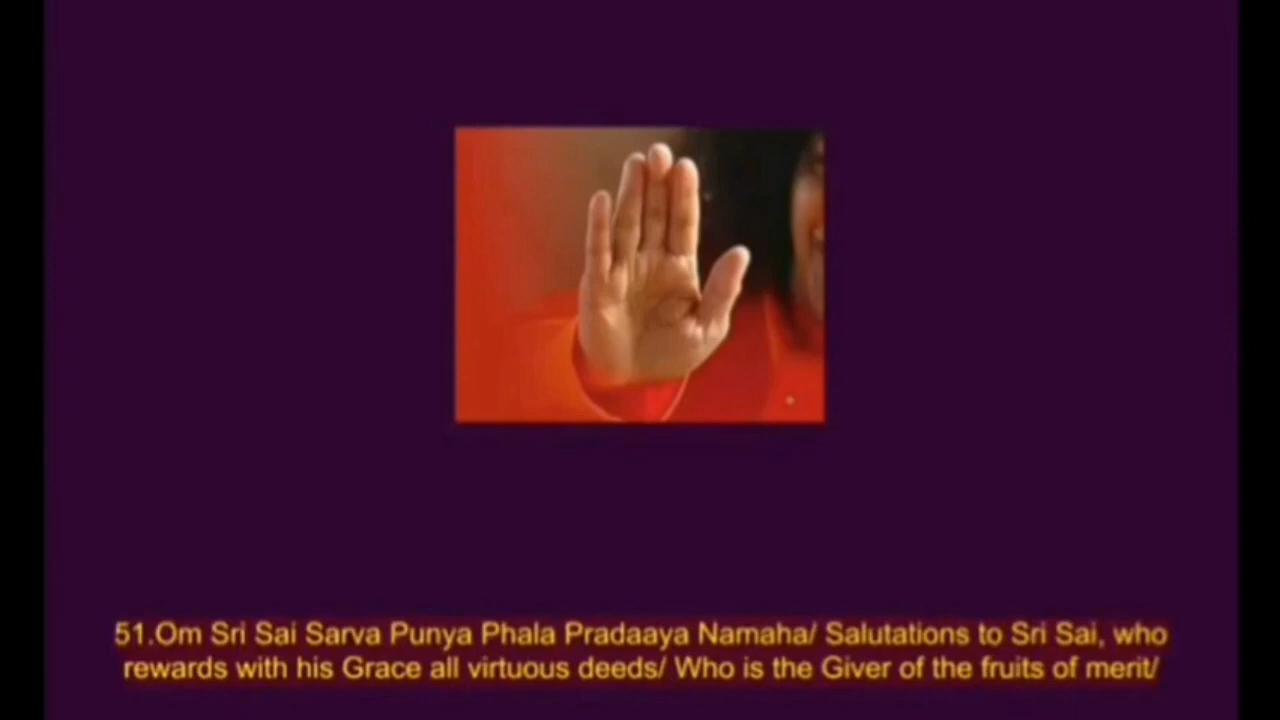 51.Om Sri Sai Sarva Punya Phala Pradaaya Namaha/ Salutations to Sri Sai, who
rewards with his Grace all virtuous deeds/ Who is the Giver of the fruits of merit/